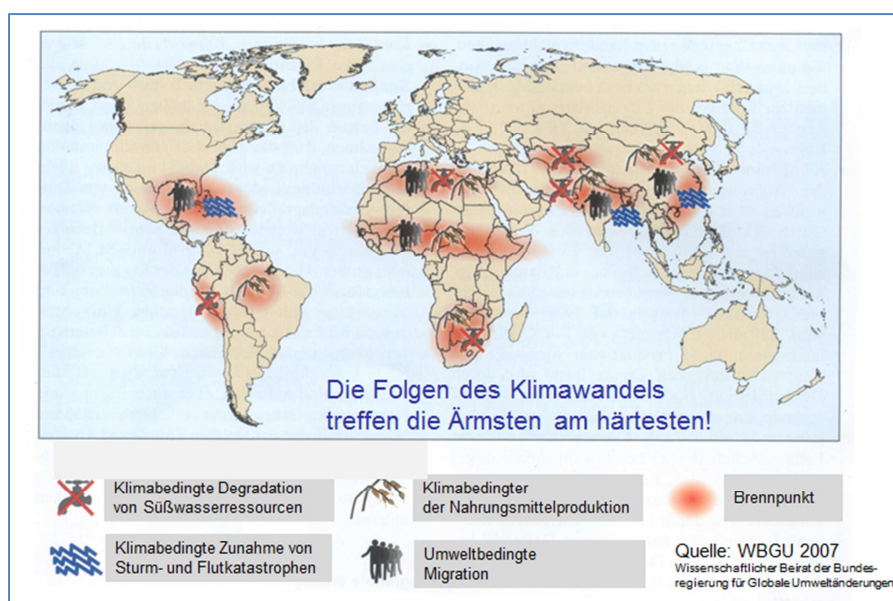 Die Folgen des Klimawandels
treffen die Ärmsten am härtesten!
Klimabedingte Degradation
von Süßwasserressourcen
Klimabedingter
der Nahrungsmittelproduktion
Brennpunkt
Klimabedingte Zunahme von
Sturm- und Flutkatastrophen
Umweltbedingte
Migration
Quelle: WBGU 2007
Wissenschaftlicher Beirat der Bundes-
regierung für Globale Umweltänderungen